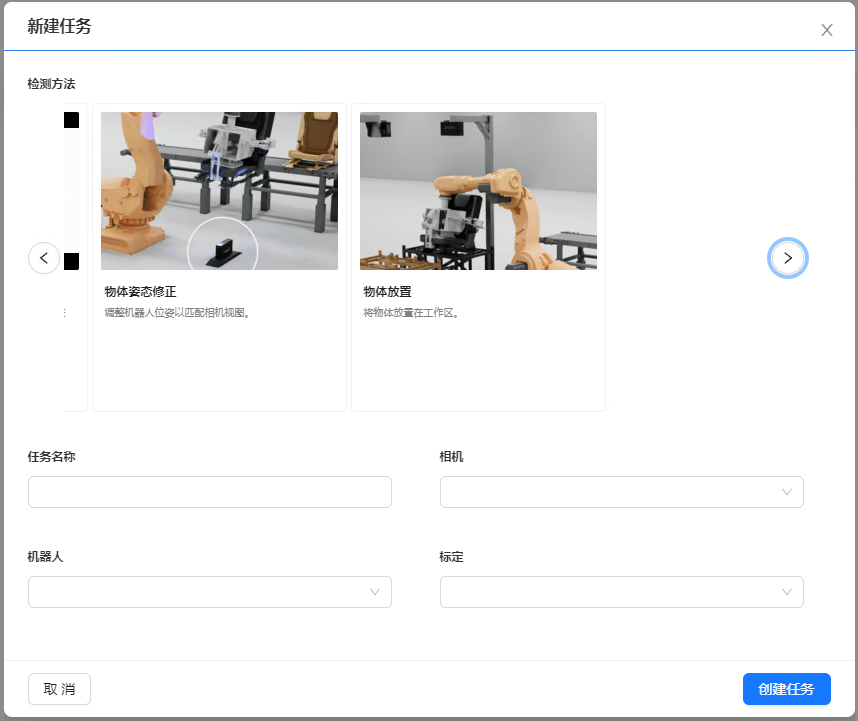 新建任务
检测方法
物体姿态修正
调整机器人位姿以匹配相机视图。
物体放置
将物体放置在工作区。
任务名称
相机
机器人
标定
取 消
创建任务